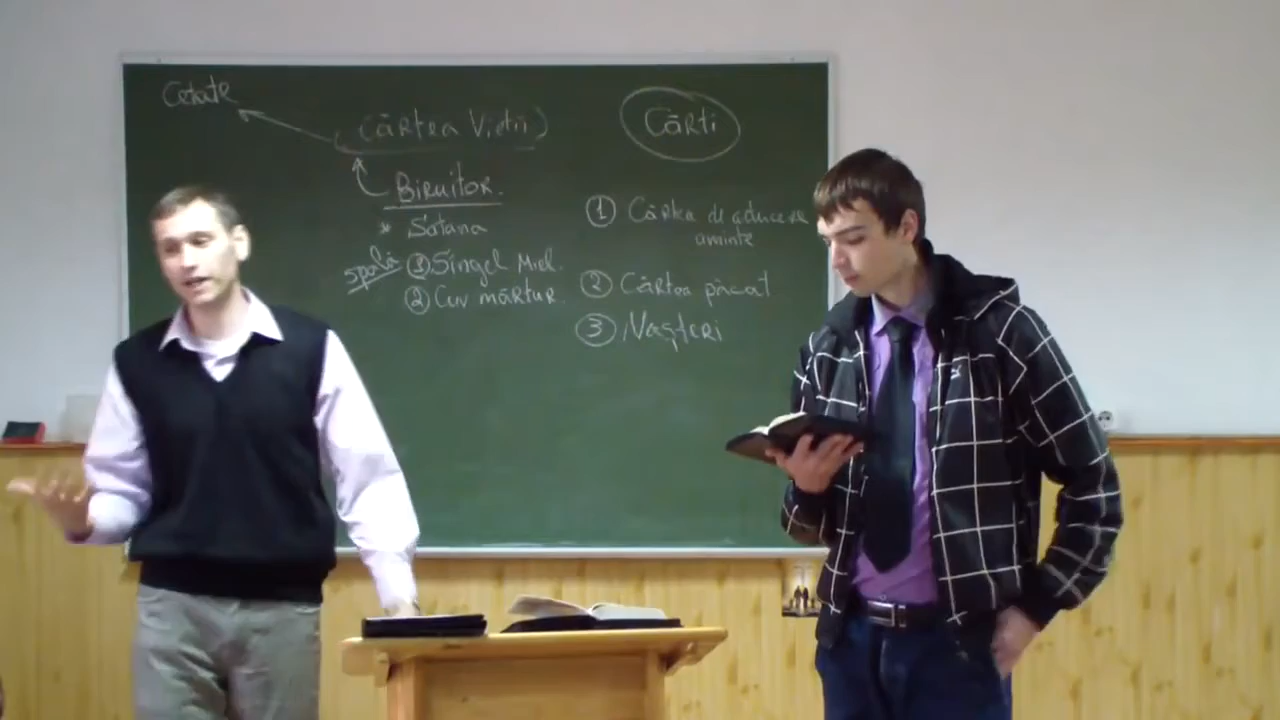 Cetate
(Cărtea Vieții)
Biruitor.
* Satana
spală ① Sîngel Miel.
② Cuv mărtur.
Cărți
① Cărtea de aducere
aminte
② Cărtea păcat
③ Nașteri